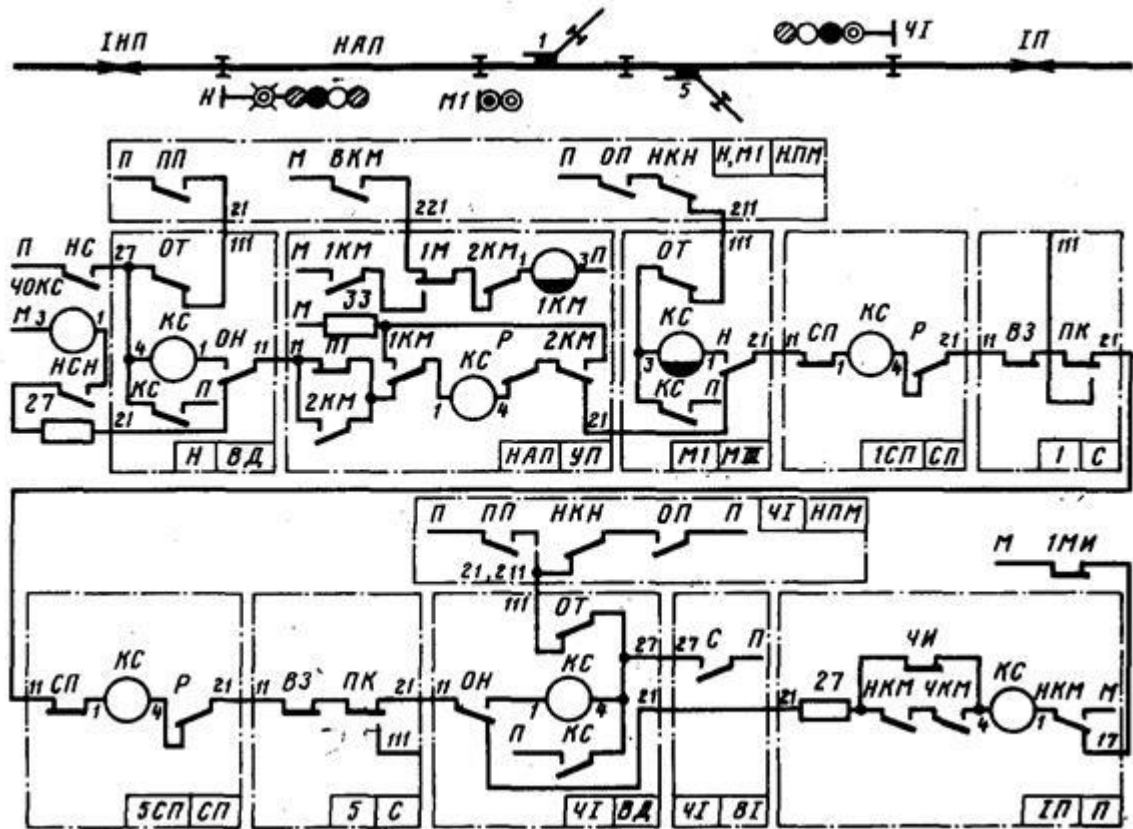 IНП НАП 1 ЧI IП
Н М1 5
П ПП М ВКМ П ОП НКН Н,М1 НПМ
21 221 211
П НС 27 ОТ 111 М 1КМ 1М 2КМ 1 3 П ОТ 111 111
ЧОКС 33 1КМ
М 3 1 КС М 1КМ Р 2КМ КС Н 21 11 СП КС Р 21 11 ВЗ ПК 21
4 1 ОН 11 11 П1 КС 3 1 1 4
НСН КС П 2КМ 1 4 КС П
27 21 21
Н ВД НАП УП М1 МIII 1СП СП 1 С
П ПП НКН ОП П ЧI НПМ М 1МИ
21,211
111 ОТ
КС КС 27 27 С П ЧИ
11 СП Р 21 11 ВЗ ПК 21 11 ОН 21 21 27 НКМ ЧКМ КС НКМ М
1 4 1 4 4 1 17
111 П КС
5СП СП 5 С ЧI ВД ЧI ВI IП П